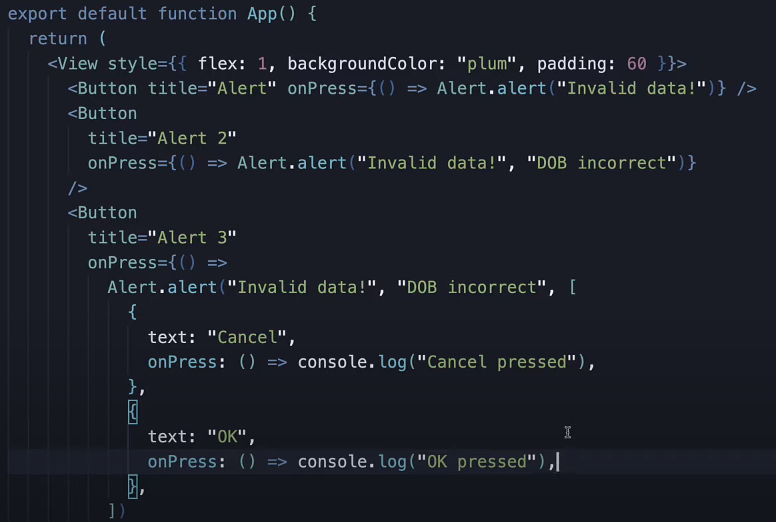 export default function App() {
return (
<View style={{ flex: 1, backgroundColor: "plum", padding: 60 }}>
<Button title="Alert" onPress={() => Alert.alert("Invalid data!")} />
<Button
title="Alert 2"
onPress={() => Alert.alert("Invalid data!", "DOB incorrect")}
/>
<Button
title="Alert 3"
onPress={() =>
Alert.alert("Invalid data!", "DOB incorrect", [
{
text: "Cancel",
onPress: () => console.log("Cancel pressed"),
},
{
text: "OK",
onPress: () => console.log("OK pressed"),
},
])